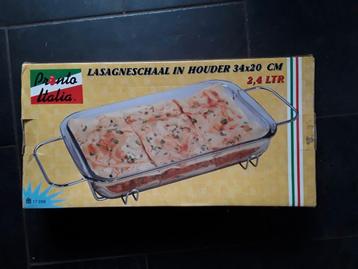 Pronto
Italia.
LASAGNESCHAAL IN HOUDER 34x20 CM
2,4 LTR